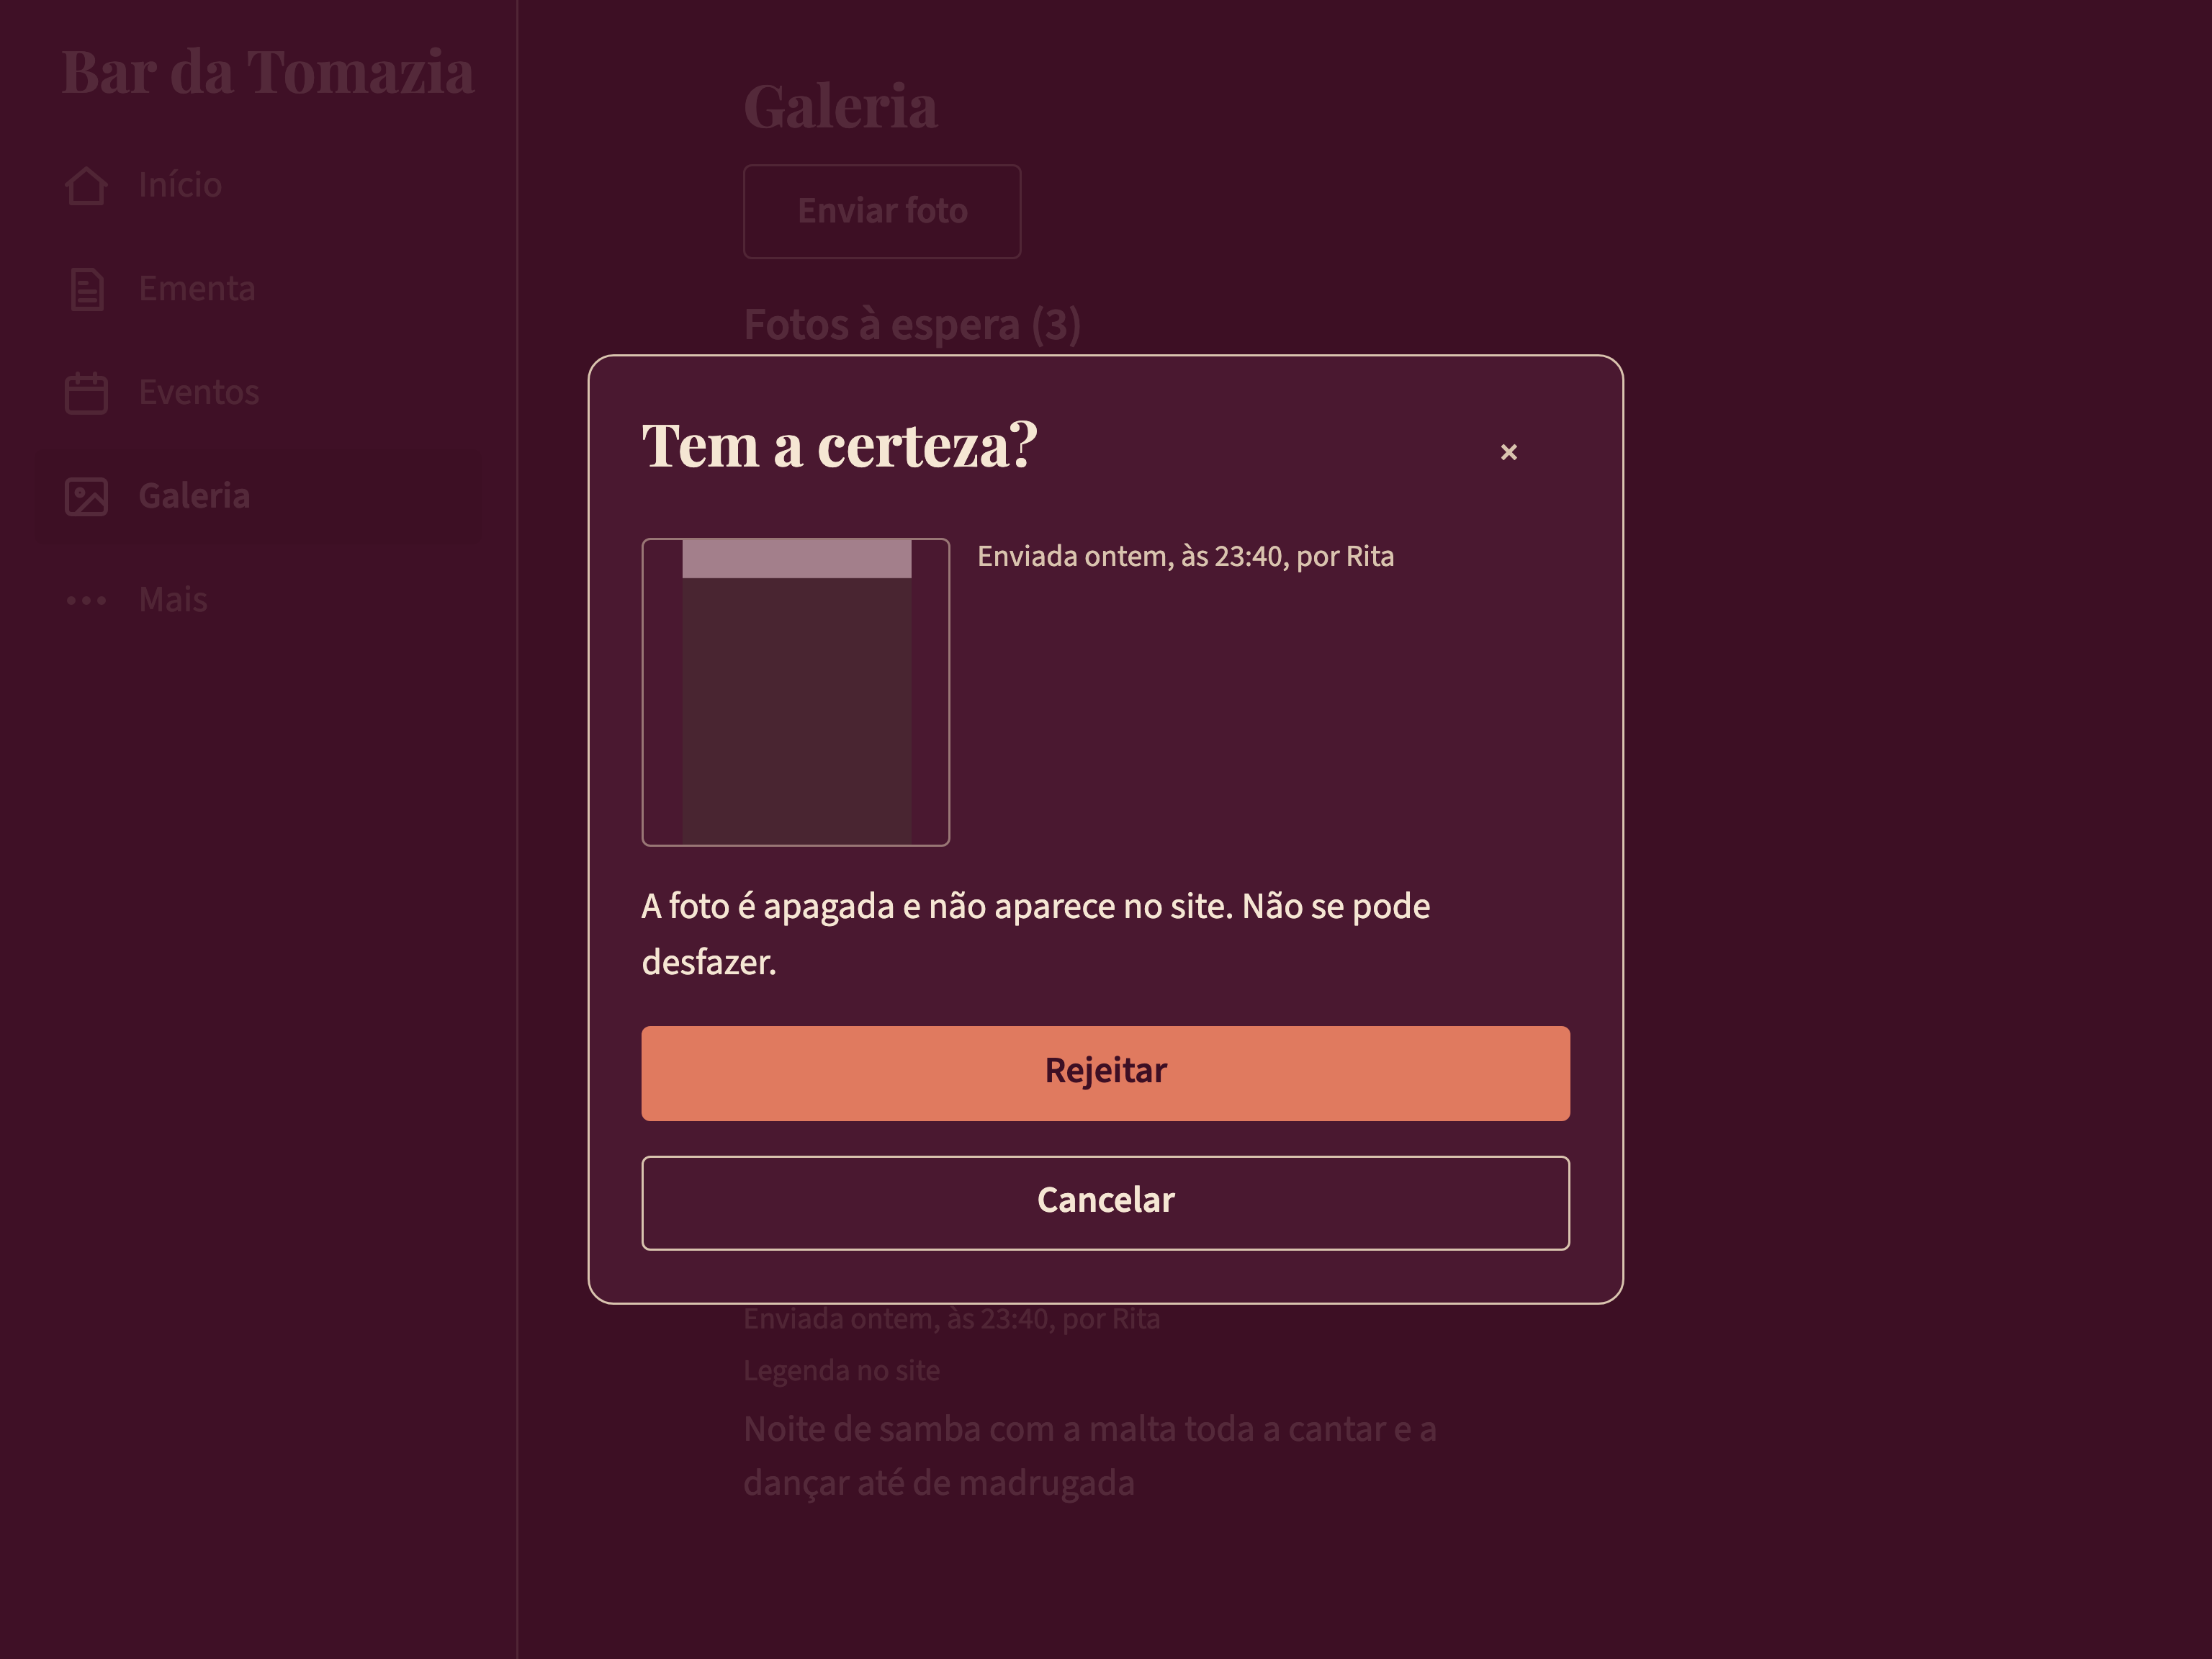 Bar da Tomazia
Início
Ementa
Eventos
Galeria
Mais
Galeria
Enviar foto
Fotos à espera (3)
Tem a certeza?
×
Enviada ontem, às 23:40, por Rita
A foto é apagada e não aparece no site. Não se pode
desfazer.
Rejeitar
Cancelar
Enviada ontem, às 23:40, por Rita
Legenda no site
Noite de samba com a malta toda a cantar e a
dançar até de madrugada